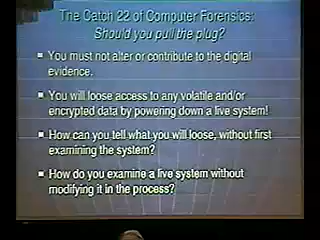 The Catch 22 of Computer Forensics:
Should you pull the plug?
You must not alter or contribute to the digital
evidence.
You will loose access to any volatile and/or
encrypted data by powering down a live system!
How can you tell what you will loose, without first
examining the system?
How do you examine a live system without
modifying it in the process?